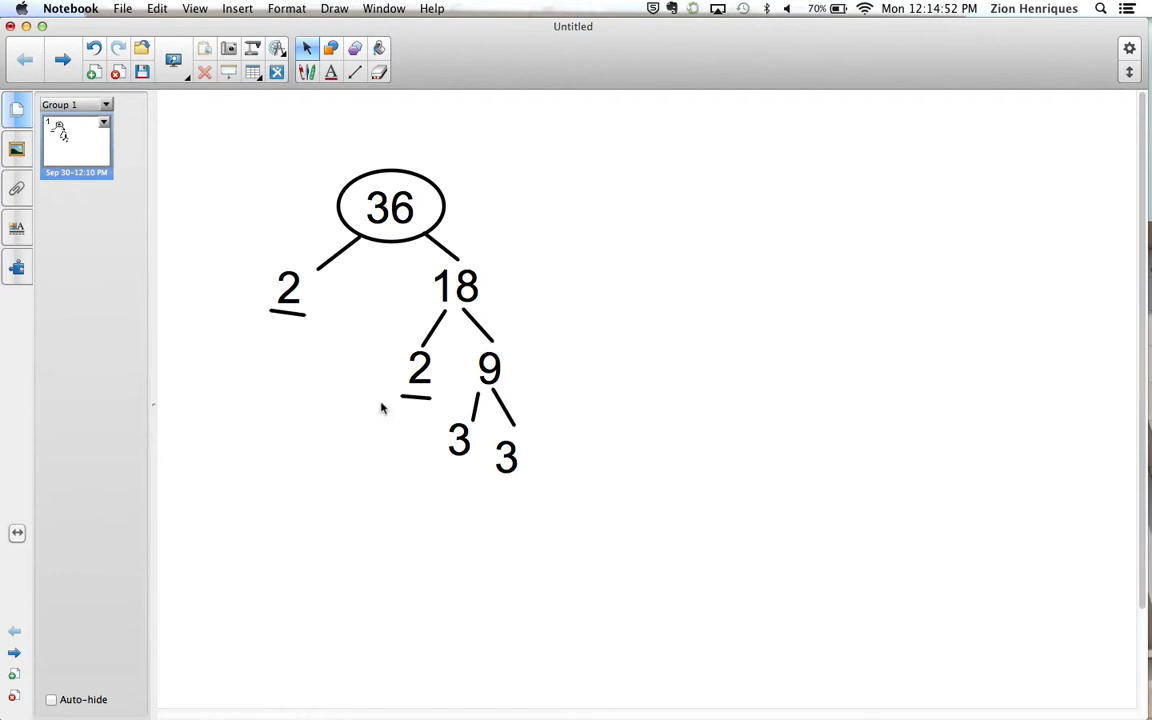 Notebook File Edit View Insert Format Draw Window Help 70% Mon 12:14:52 PM Zion Henriques
Untitled
Group 1
1
Sep 30-12:10 PM
36
2 18
2 9
3 3
Auto-hide